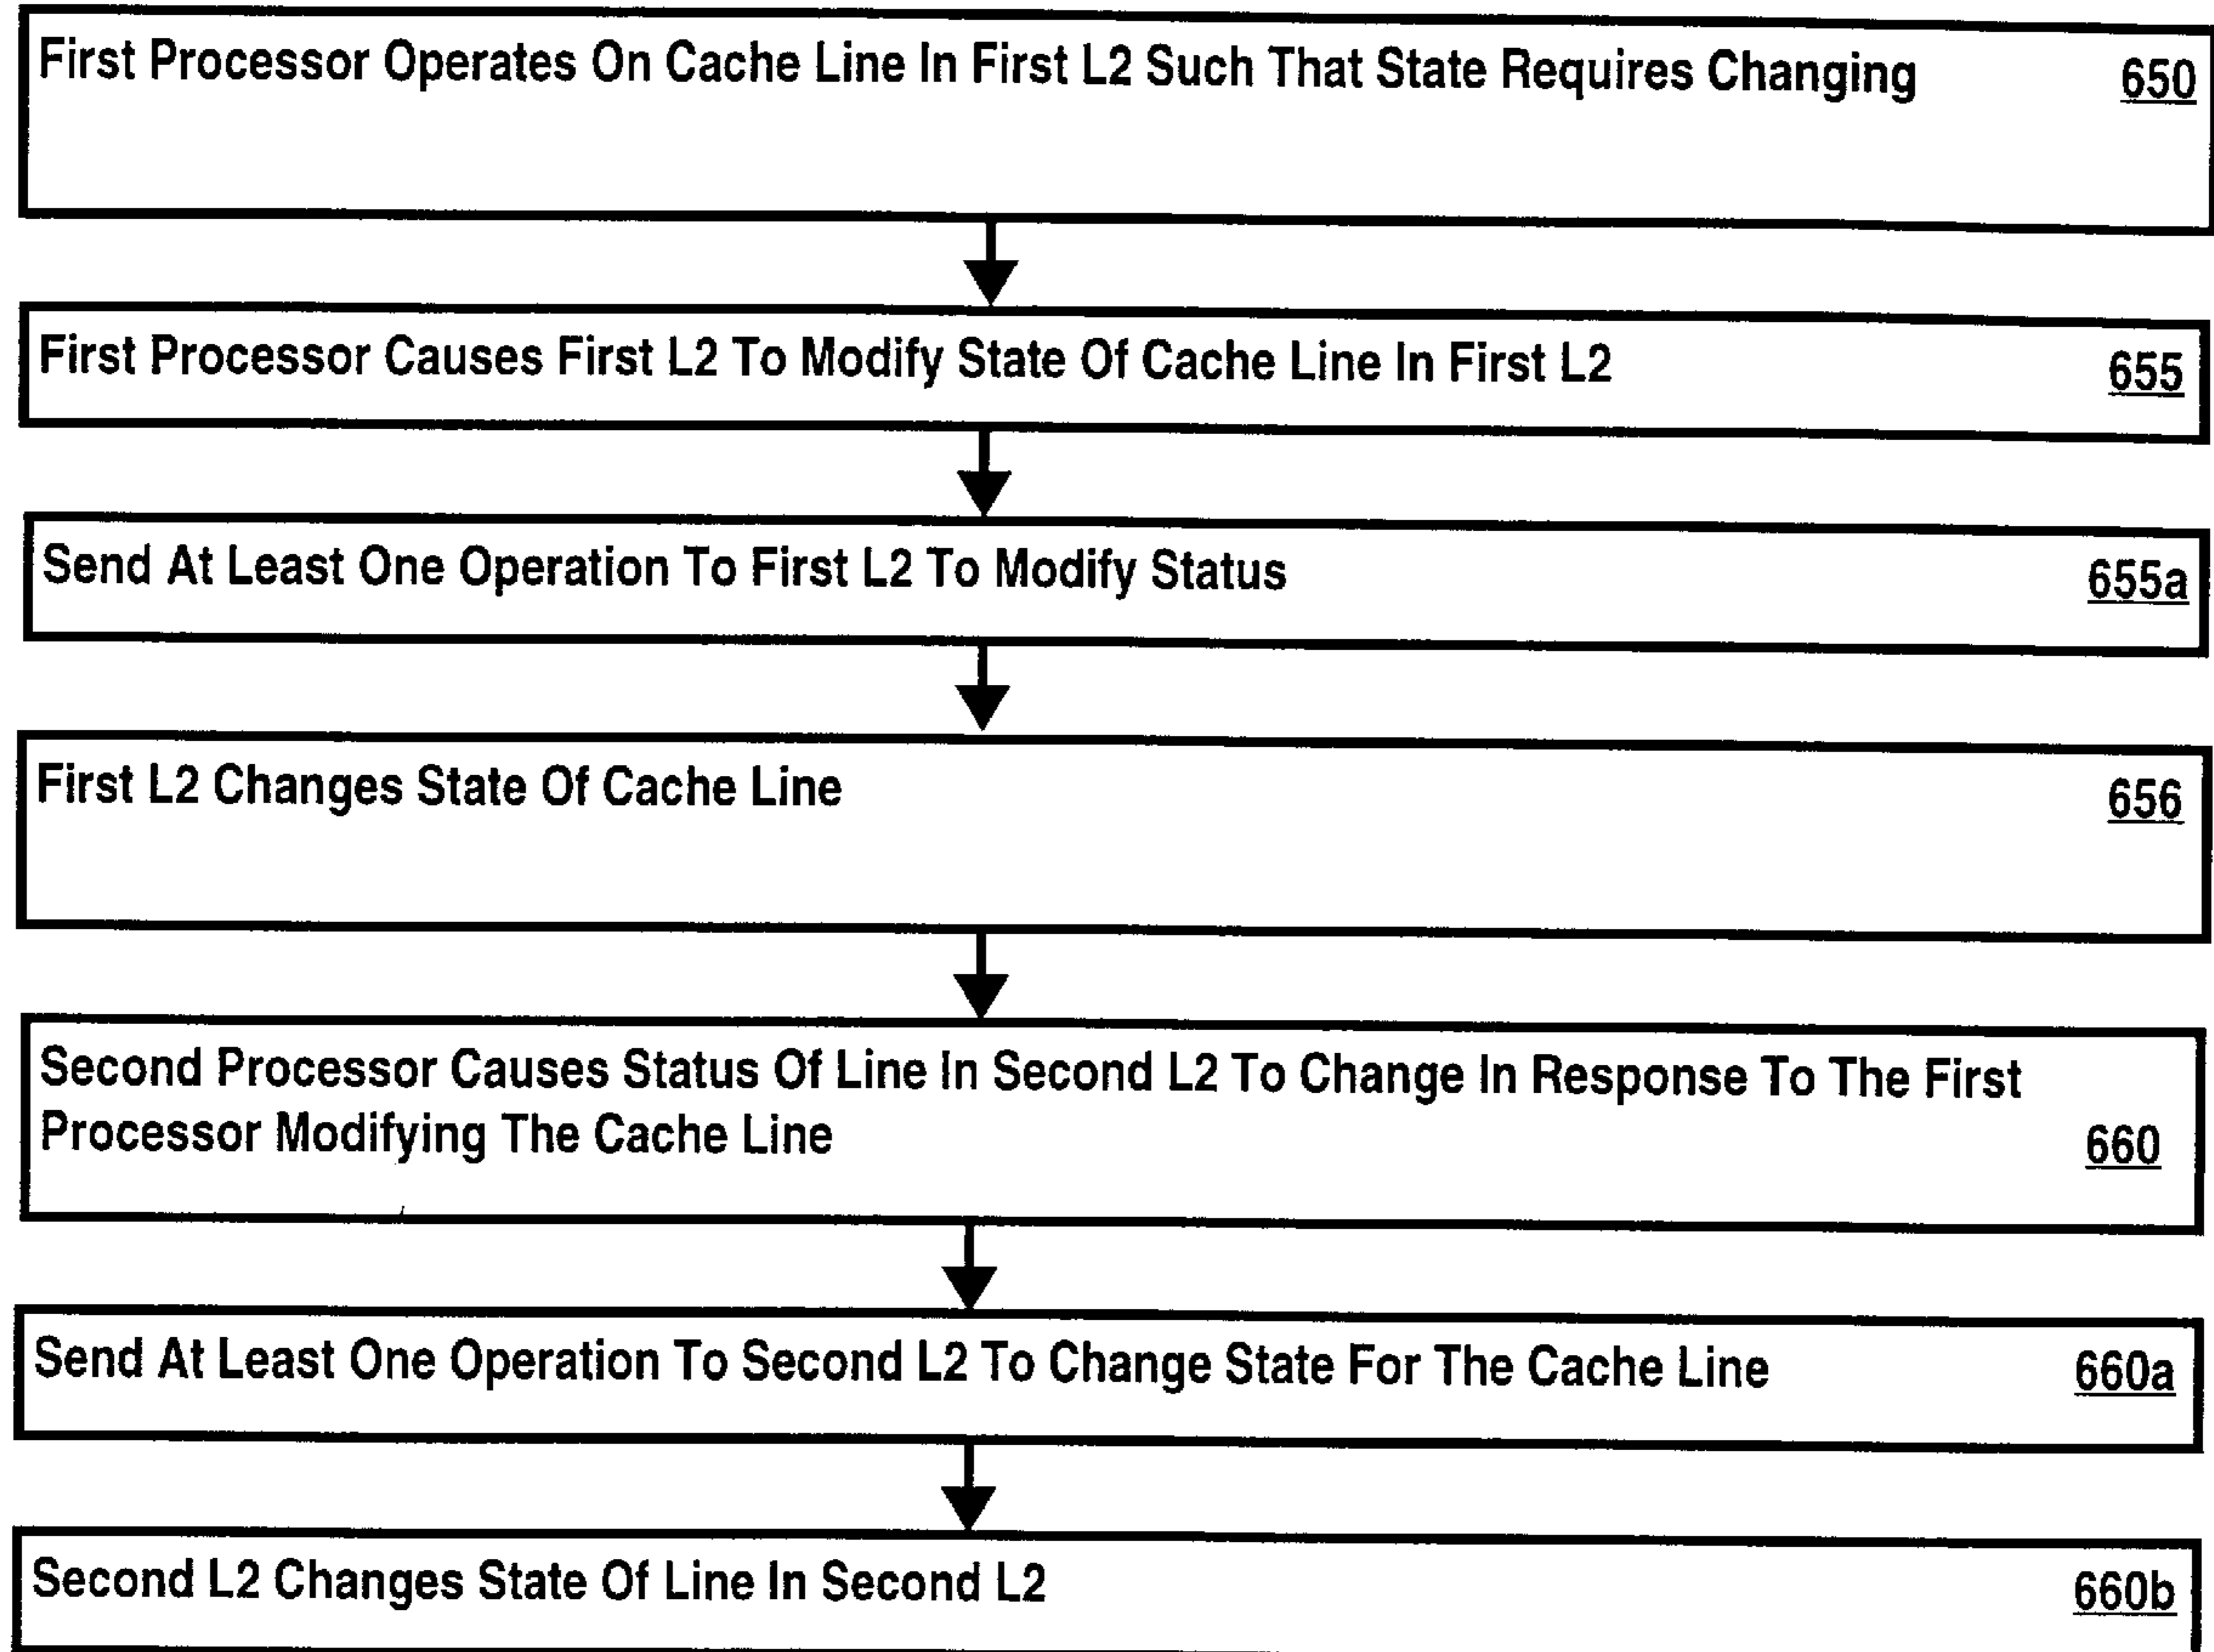 First Processor Operates On Cache Line In First L2 Such That State Requires Changing 650
First Processor Causes First L2 To Modify State Of Cache Line In First L2 655
Send At Least One Operation To First L2 To Modify Status 655a
First L2 Changes State Of Cache Line 656
Second Processor Causes Status Of Line In Second L2 To Change In Response To The First
Processor Modifying The Cache Line 660
Send At Least One Operation To Second L2 To Change State For The Cache Line 660a
Second L2 Changes State Of Line In Second L2 660b